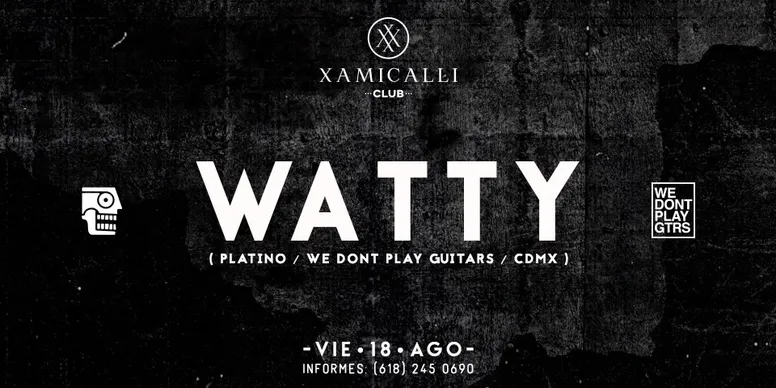 XX
XAMICALLI
···CLUB···
WATTY
( PLATINO / WE DONT PLAY GUITARS / CDMX )
WE
DONT
PLAY
GTRS
-VIE•18•AGO-
INFORMES: (618) 245 0690